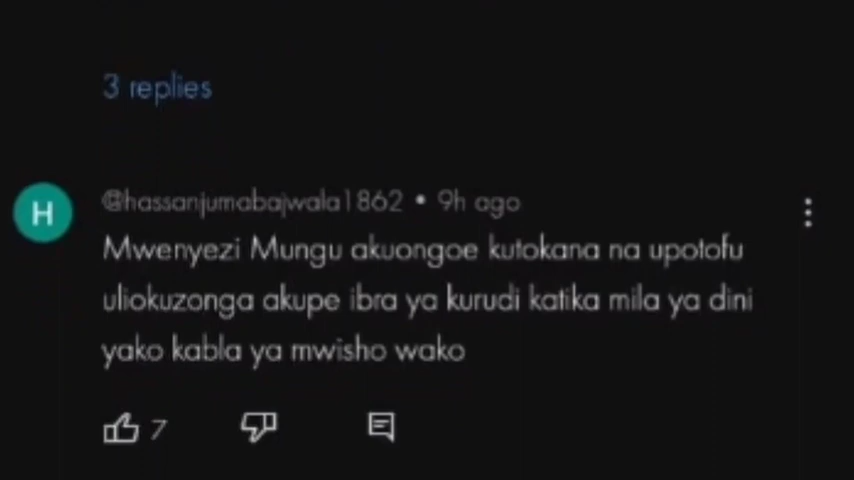 3 replies
H
@hassanjumabajwala1862 • 9h ago
Mwenyezi Mungu akuongoe kutokana na upotofu
uliokuzonga akupe ibra ya kurudi katika mila ya dini
yako kabla ya mwisho wako
7